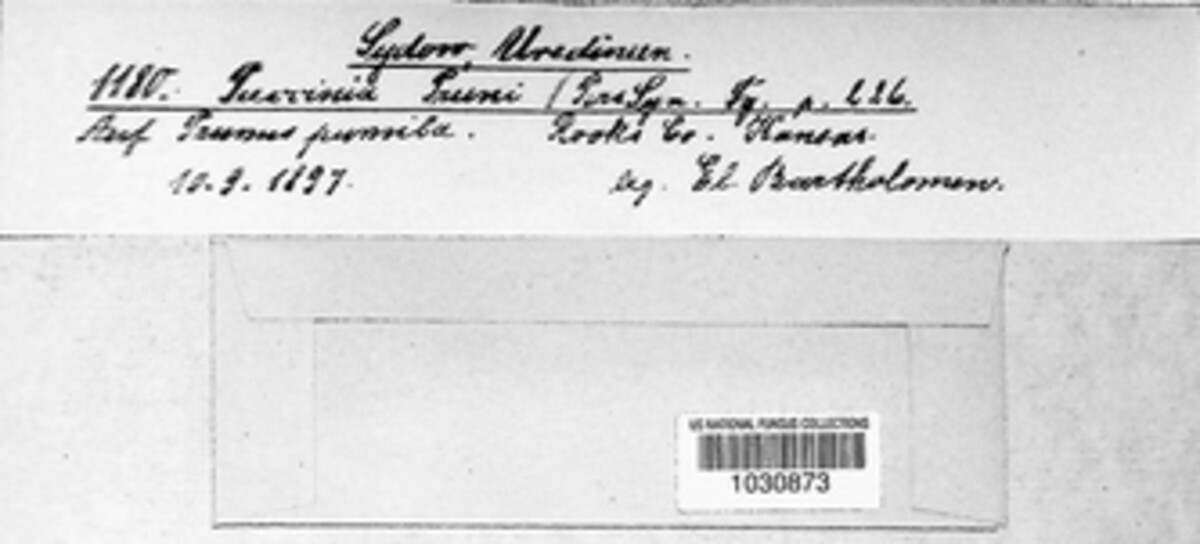 Sydow, Uredineen.
1180. Puccinia Pruni (Pers Syn. Fg. p. 226.
Auf Prunus pumila. Rooks Co. Kansas.
10. 9. 1897.
leg. E. Bartholomew.
US NATIONAL FUNGUS COLLECTIONS
1030873